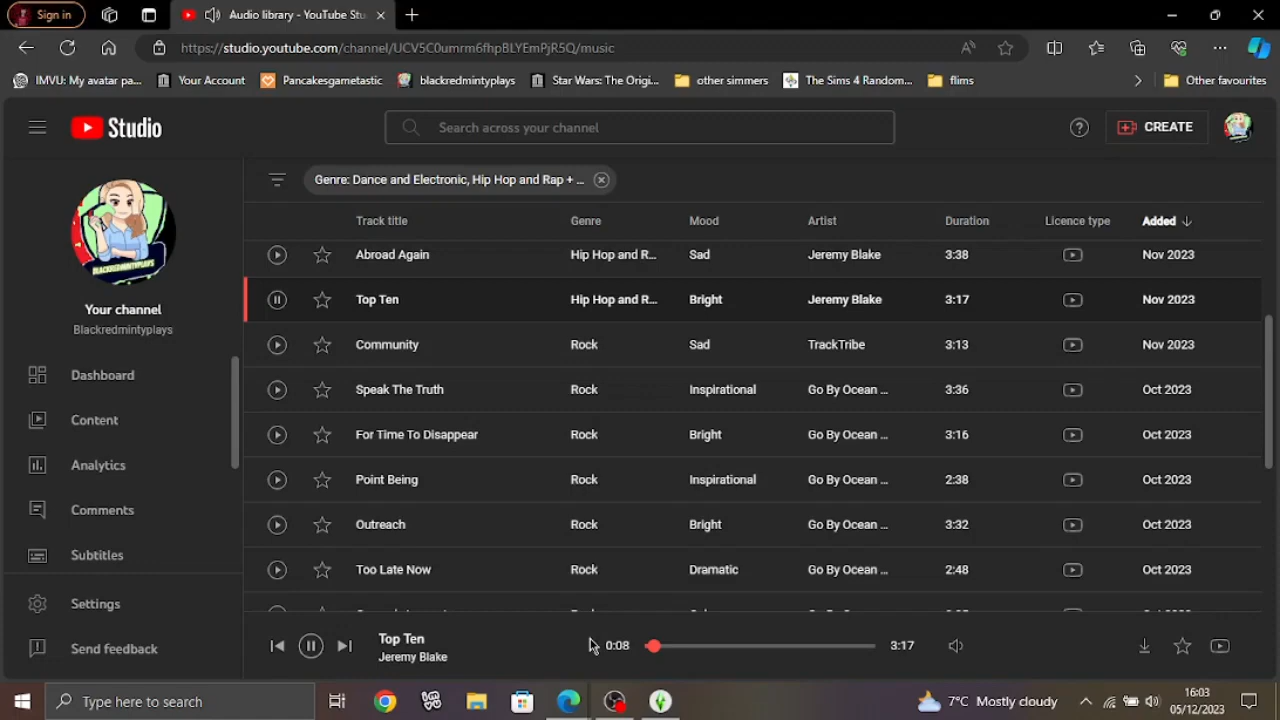 Sign in
Audio library - YouTube Stu
https://studio.youtube.com/channel/UCV5C0umrm6fhpBLYEmPjR5Q/music
IMVU: My avatar pa... Your Account Pancakesgametastic blackredmintyplays Star Wars: The Origi... other simmers The Sims 4 Random... flims Other favourites
Studio
Search across your channel
CREATE
Genre: Dance and Electronic, Hip Hop and Rap + ...
Track title Genre Mood Artist Duration Licence type Added
Abroad Again Hip Hop and R... Sad Jeremy Blake 3:38 Nov 2023
Top Ten Hip Hop and R... Bright Jeremy Blake 3:17 Nov 2023
Community Rock Sad TrackTribe 3:13 Nov 2023
Speak The Truth Rock Inspirational Go By Ocean ... 3:36 Oct 2023
For Time To Disappear Rock Bright Go By Ocean ... 3:16 Oct 2023
Point Being Rock Inspirational Go By Ocean ... 2:38 Oct 2023
Outreach Rock Bright Go By Ocean ... 3:32 Oct 2023
Too Late Now Rock Dramatic Go By Ocean ... 2:48 Oct 2023
BLACKREDMINTYPLAYS
Your channel
Blackredmintyplays
Dashboard
Content
Analytics
Comments
Subtitles
Settings
Send feedback
Top Ten
Jeremy Blake
0:08 3:17
Type here to search
7°C Mostly cloudy
16:03
05/12/2023